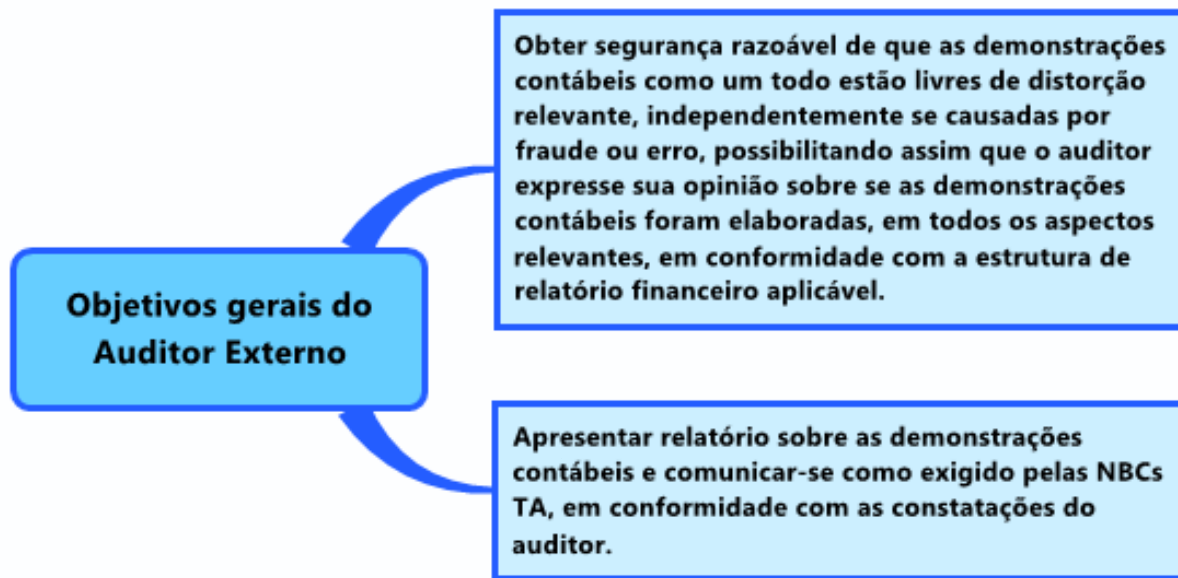 Obter segurança razoável de que as demonstrações
contábeis como um todo estão livres de distorção
relevante, independentemente se causadas por
fraude ou erro, possibilitando assim que o auditor
expresse sua opinião sobre se as demonstrações
contábeis foram elaboradas, em todos os aspectos
relevantes, em conformidade com a estrutura de
relatório financeiro aplicável.
Objetivos gerais do
Auditor Externo
Apresentar relatório sobre as demonstrações
contábeis e comunicar-se como exigido pelas NBCs
TA, em conformidade com as constatações do
auditor.